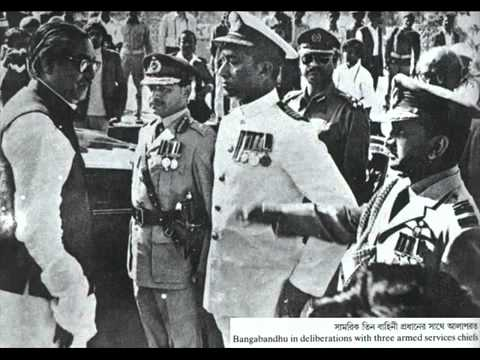 সামরিক তিন বাহিনী প্রধানের সাথে আলাপরত
Bangabandhu in deliberations with three armed services chiefs